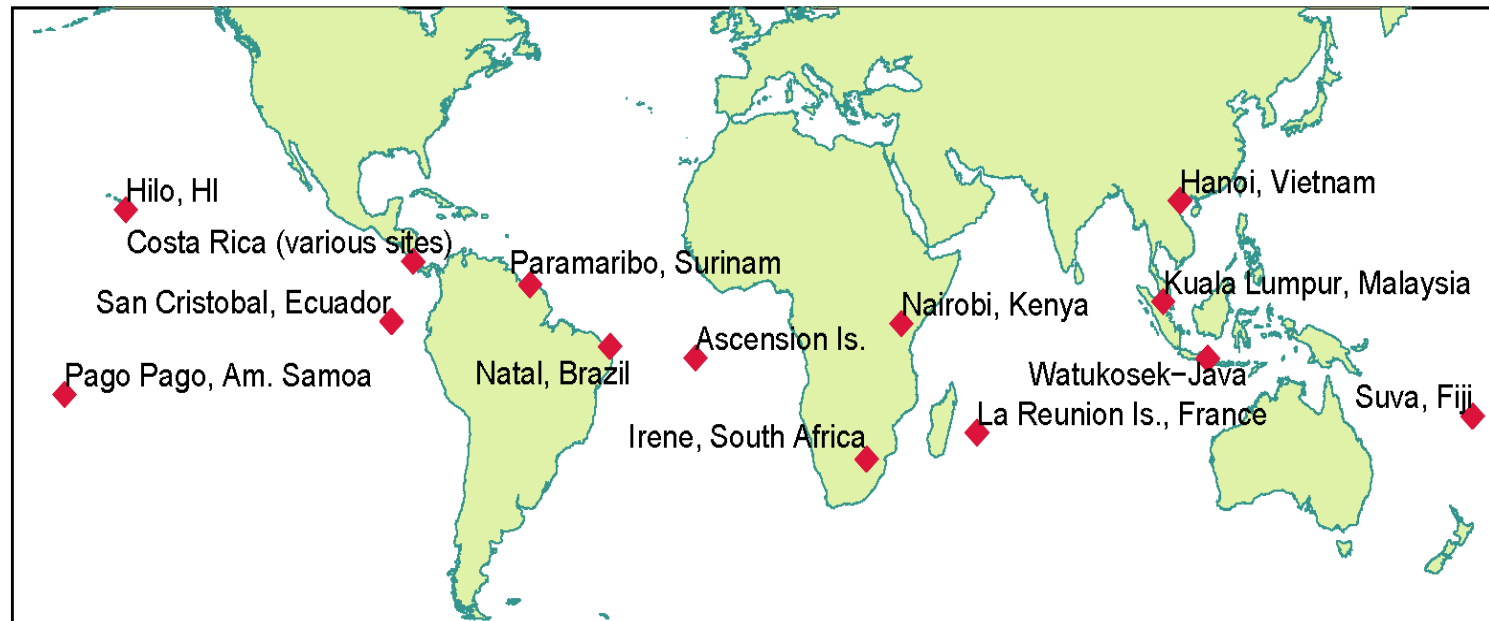 Hilo, HI
Hanoi, Vietnam
Costa Rica (various sites)
Paramaribo, Surinam
Kuala Lumpur, Malaysia
San Cristobal, Ecuador
Nairobi, Kenya
Ascension Is.
Pago Pago, Am. Samoa
Natal, Brazil
Watukosek-Java
Suva, Fiji
La Reunion Is., France
Irene, South Africa